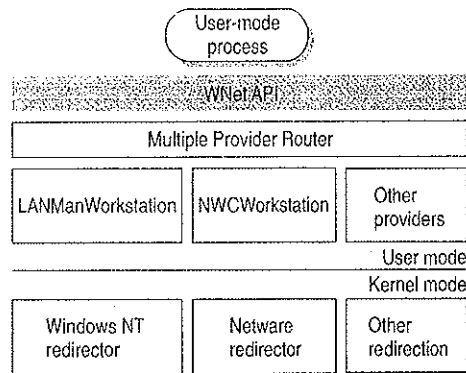 User-mode
process
WNet API
Multiple Provider Router
LANManWorkstation
NWCWorkstation
Other
providers
User mode
Kernel mode
Windows NT
redirector
Netware
redirector
Other
redirection